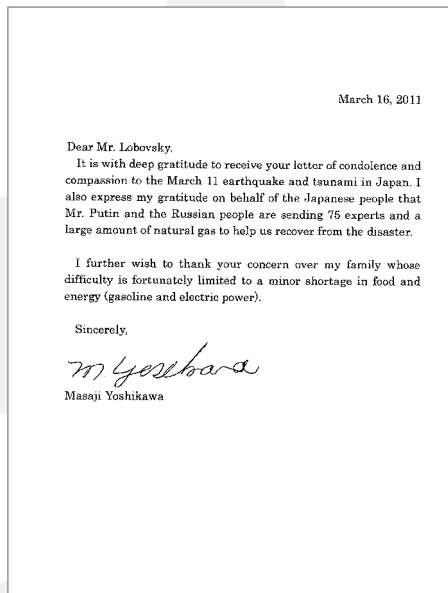 March 16, 2011
Dear Mr. Lobovsky,
It is with deep gratitude to receive your letter of condolence and
compassion to the March 11 earthquake and tsunami in Japan. I
also express my gratitude on behalf of the Japanese people that
Mr. Putin and the Russian people are sending 75 experts and a
large amount of natural gas to help us recover from the disaster.
I further wish to thank your concern over my family whose
difficulty is fortunately limited to a minor shortage in food and
energy (gasoline and electric power).
Sincerely,
M.
Masaji Yoshikawa